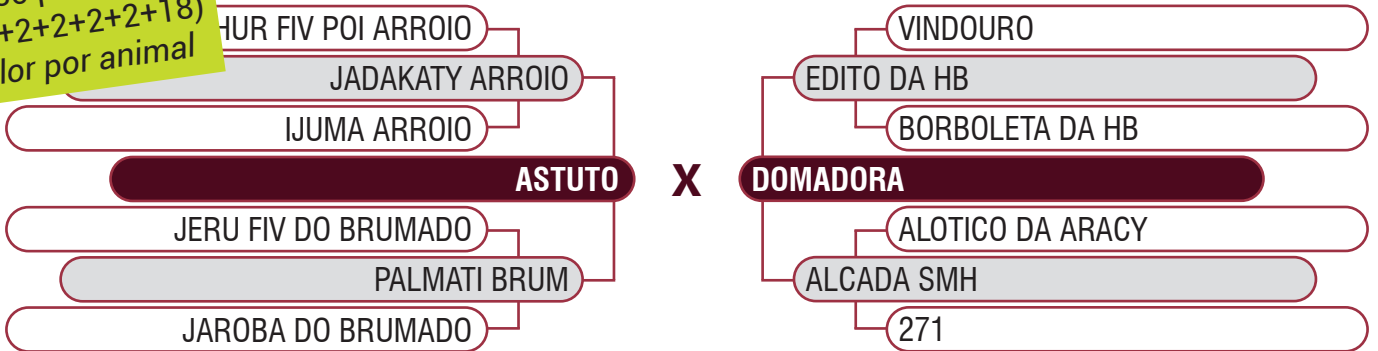 +2+2+2+2+18)
por animal
FIV POI ARROIO
JADAKATY ARROIO
IJUMA ARROIO
ASTUTO
JERU FIV DO BRUMADO
PALMATI BRUM
JAROBA DO BRUMADO
X
VINDOURO
EDITO DA HB
BORBOLETA DA HB
DOMADORA
ALOTICO DA ARACY
ALCADA SMH
271